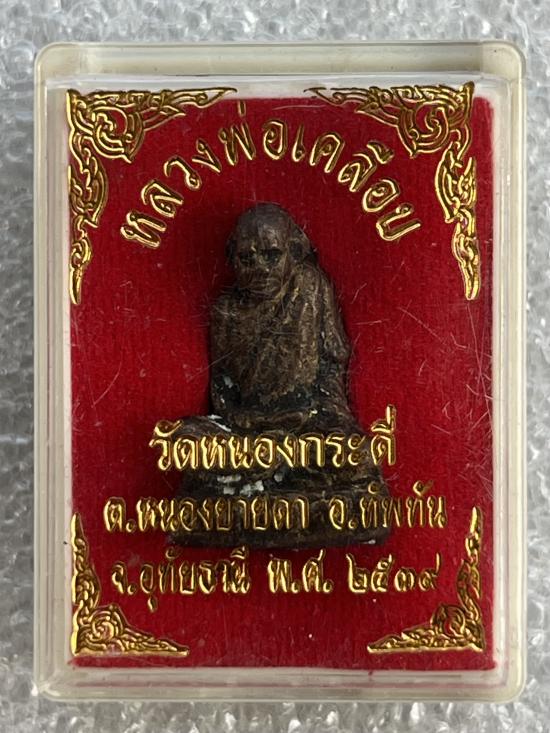 หลวงพ่อเคลือบ
วัดหนองกระดี่
ต.หนองยายดา อ.ทัพทัน
จ.อุทัยธานี พ.ศ. ๒๕๓๙